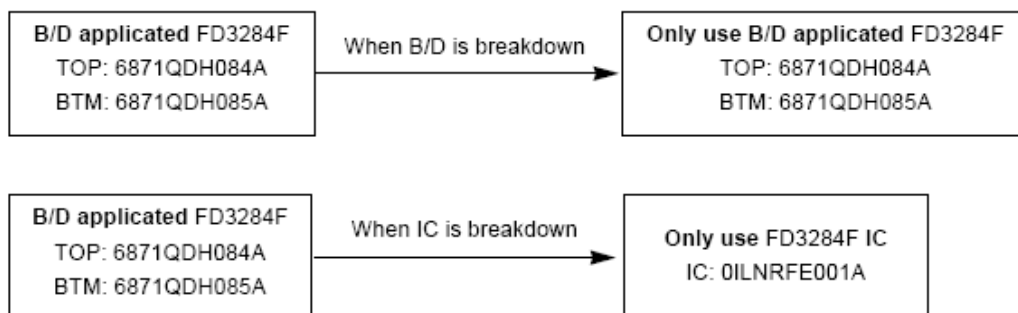 B/D applicated FD3284F
TOP: 6871QDH084A
BTM: 6871QDH085A
When B/D is breakdown
Only use B/D applicated FD3284F
TOP: 6871QDH084A
BTM: 6871QDH085A
B/D applicated FD3284F
TOP: 6871QDH084A
BTM: 6871QDH085A
When IC is breakdown
Only use FD3284F IC
IC: 0ILNRFE001A